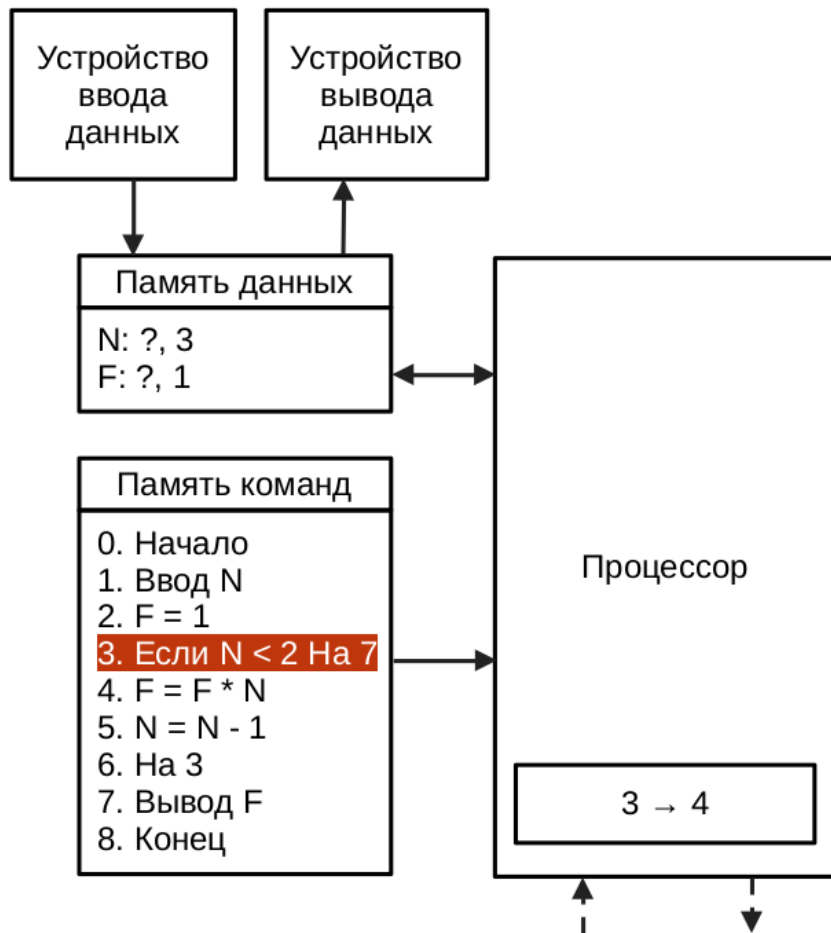 Устройство
ввода
данных
Устройство
вывода
данных
Память данных
N: ?, 3
F: ?, 1
Память команд
0. Начало
1. Ввод N
2. F = 1
3. Если N < 2 На 7
4. F = F * N
5. N = N - 1
6. На 3
7. Вывод F
8. Конец
Процессор
3 → 4